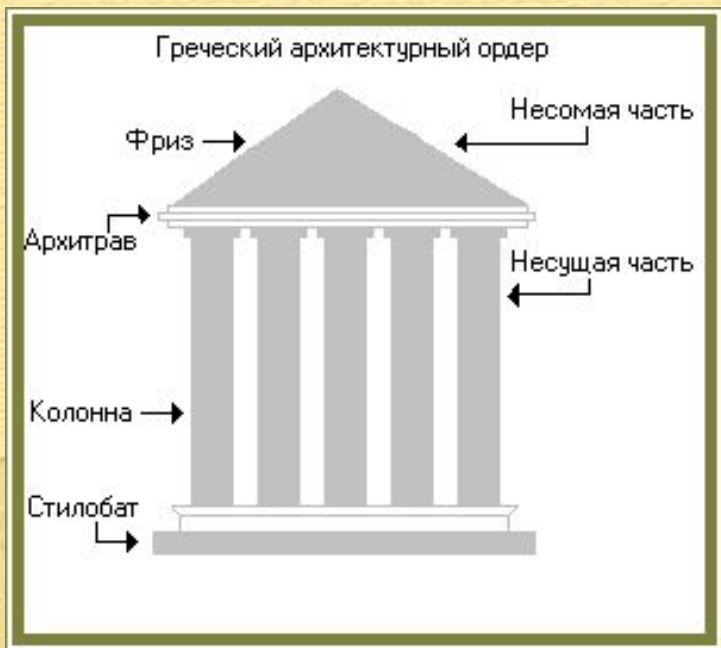 Греческий архитектурный ордер
Несомая часть
Фриз
Архитрав
Несущая часть
Колонна
Стилобат